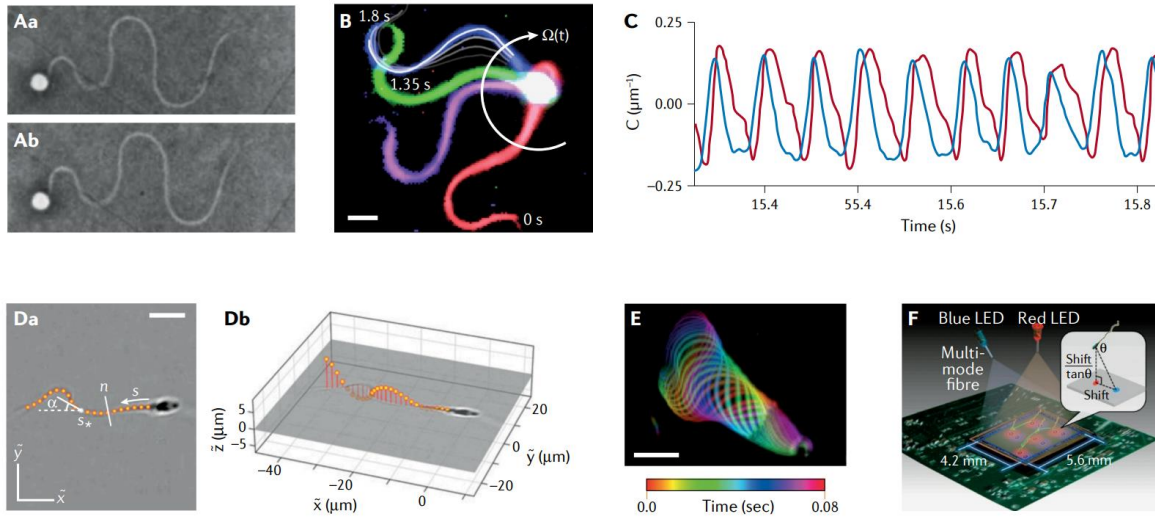 Aa
Ab
B
1.8 s
1.35 s
Ω(t)
0 s
C
C (μm⁻¹)
0.25
0.00
−0.25
15.4
55.4
15.6
15.7
15.8
Time (s)
Da
n
s
α
s*
ỹ
x̃
Db
z̃ (μm)
5
0
−5
−40
−20
0
x̃ (μm)
20
0
−20
ỹ (μm)
E
0.0
0.08
Time (sec)
F
Blue LED
Red LED
Multi-
mode
fibre
θ
Shift
tanθ
Shift
4.2 mm
5.6 mm